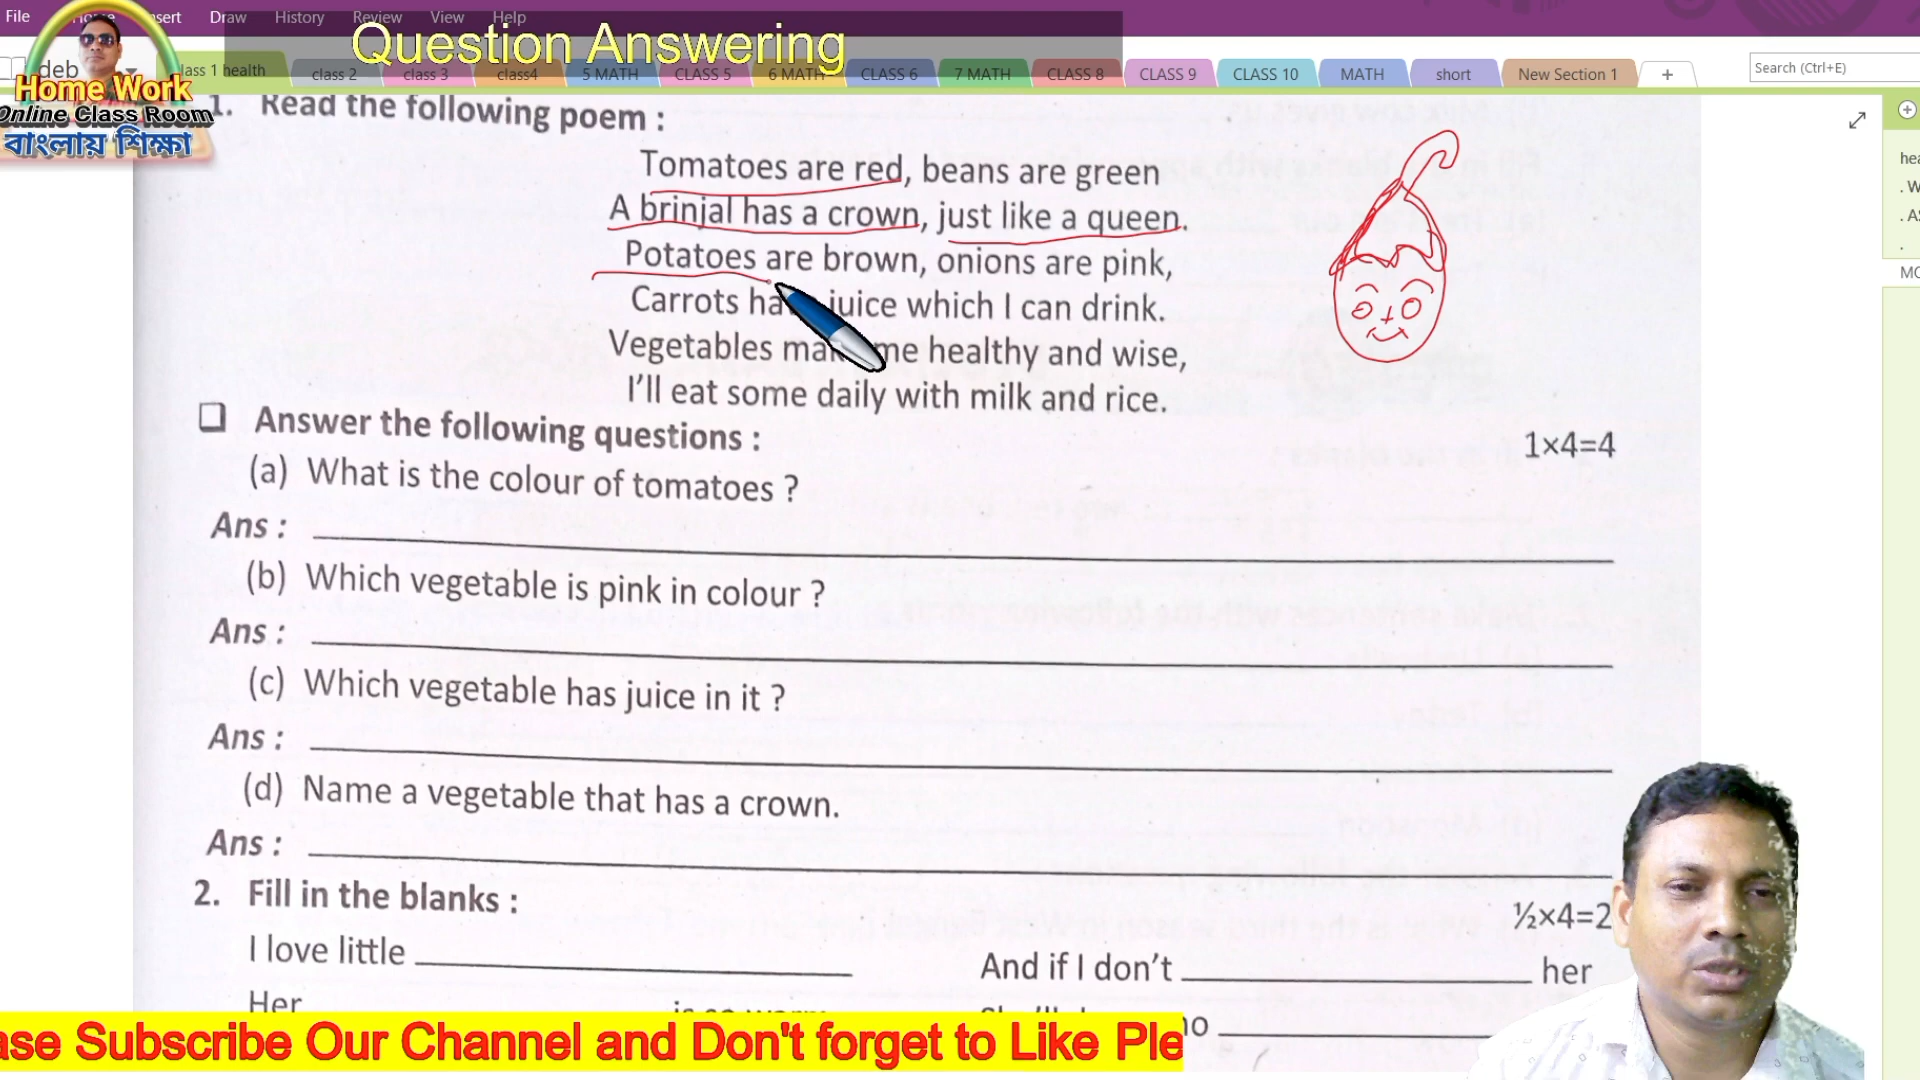 File Home Insert Draw History Review View Help
Question Answering
deb
class 1 health class 2 class 3 class4 5 MATH CLASS 5 6 MATH CLASS 6 7 MATH CLASS 8 CLASS 9 CLASS 10 MATH short New Section 1 +
Search (Ctrl+E)
Home Work
Online Class Room
বাংলায় শিক্ষা
1. Read the following poem :
Tomatoes are red, beans are green
A brinjal has a crown, just like a queen.
Potatoes are brown, onions are pink,
Carrots juice which I can drink.
Vegetables me healthy and wise,
I'll eat some daily with milk and rice.
❑ Answer the following questions :
1×4=4
(a) What is the colour of tomatoes ?
Ans :
(b) Which vegetable is pink in colour ?
Ans :
(c) Which vegetable has juice in it ?
Ans :
(d) Name a vegetable that has a crown.
Ans :
2. Fill in the blanks :
½×4=2
I love little
And if I don't her
Her
ase Subscribe Our Channel and Don't forget to Like Ple